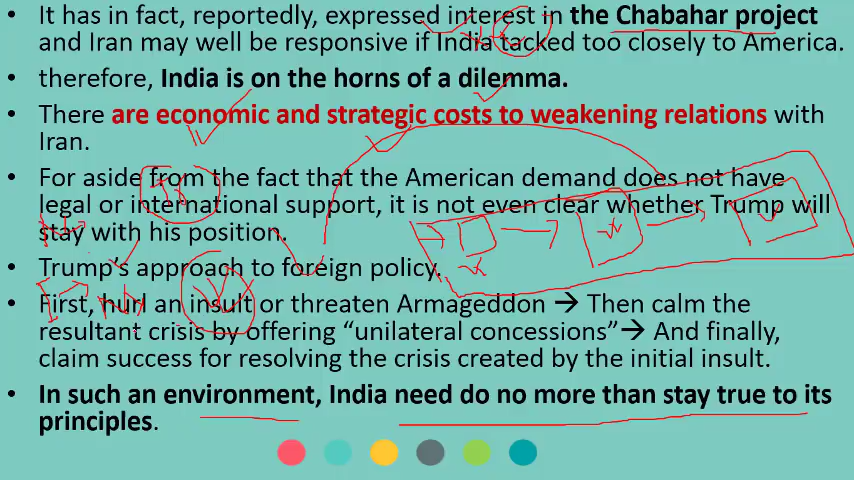 • It has in fact, reportedly, expressed interest in the Chabahar project
and Iran may well be responsive if India tacked too closely to America.
• therefore, India is on the horns of a dilemma.
• There are economic and strategic costs to weakening relations with
Iran.
• For aside from the fact that the American demand does not have
legal or international support, it is not even clear whether Trump will
stay with his position.
• Trump's approach to foreign policy.
• First, hurl an insult or threaten Armageddon → Then calm the
resultant crisis by offering “unilateral concessions”→ And finally,
claim success for resolving the crisis created by the initial insult.
• In such an environment, India need do no more than stay true to its
principles.